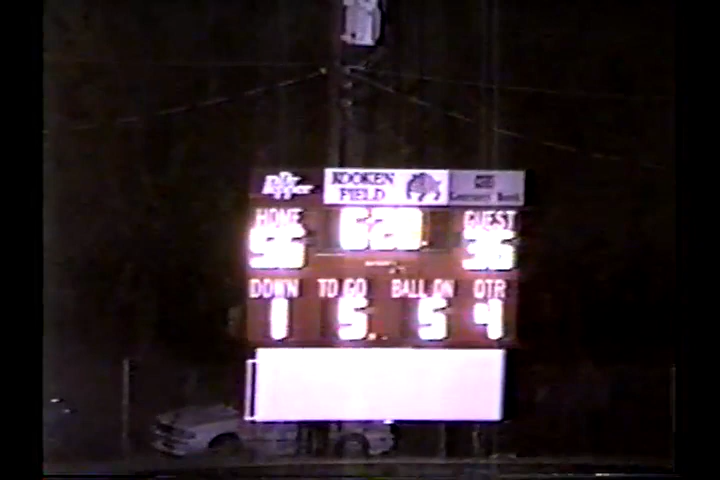 Dr Pepper KOOKEN FIELD
HOME 6:20 GUEST
56 36
DOWN TO GO BALL ON QTR
1 5 5 4